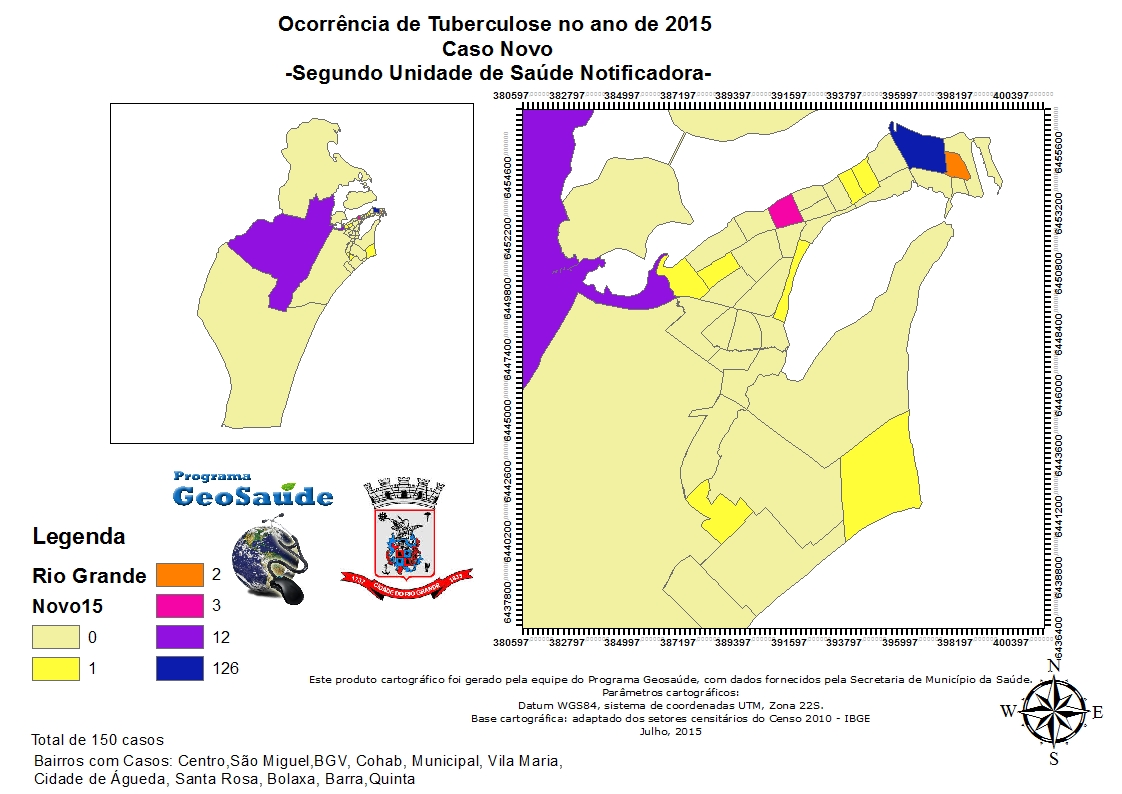 Ocorrência de Tuberculose no ano de 2015
Caso Novo
-Segundo Unidade de Saúde Notificadora-
380597 382797 384997 387197 389397 391597 393797 395997 398197 400397
6454600
6452200
6449800
6447400
6445000
6442600
6440200
6437800
6455600
6453200
6450800
6448400
6446000
6443600
6441200
6438800
6436400
380597 382797 384997 387197 389397 391597 393797 395997 398197 400397
Programa
GeoSaúde
1737 CIDADE DO RIO GRANDE 1835
Legenda
Rio Grande
Novo15
0
1
2
3
12
126
N
W E
S
Este produto cartográfico foi gerado pela equipe do Programa Geosaúde, com dados fornecidos pela Secretaria de Município da Saúde.
Parâmetros cartográficos:
Datum WGS84, sistema de coordenadas UTM, Zona 22S.
Base cartográfica: adaptado dos setores censitários do Censo 2010 - IBGE
Julho, 2015
Total de 150 casos
Bairros com Casos: Centro,São Miguel,BGV, Cohab, Municipal, Vila Maria,
Cidade de Águeda, Santa Rosa, Bolaxa, Barra,Quinta